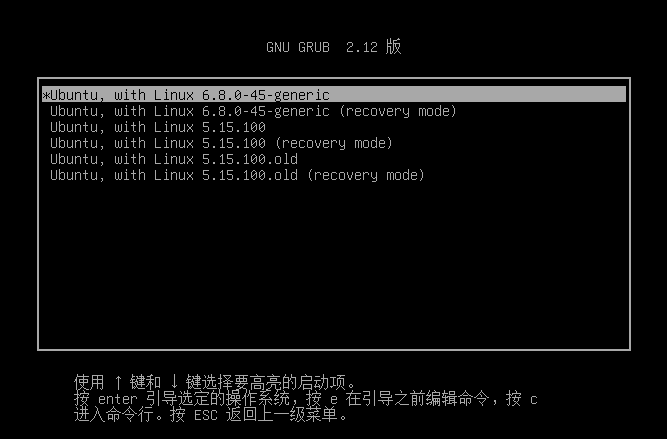 GNU GRUB  2.12 版
*Ubuntu, with Linux 6.8.0-45-generic
Ubuntu, with Linux 6.8.0-45-generic (recovery mode)
Ubuntu, with Linux 5.15.100
Ubuntu, with Linux 5.15.100 (recovery mode)
Ubuntu, with Linux 5.15.100.old
Ubuntu, with Linux 5.15.100.old (recovery mode)
使用 ↑ 键和 ↓ 键选择要高亮的启动项。
按 enter 引导选定的操作系统，按 e 在引导之前编辑命令，按 c
进入命令行。按 ESC 返回上一级菜单。